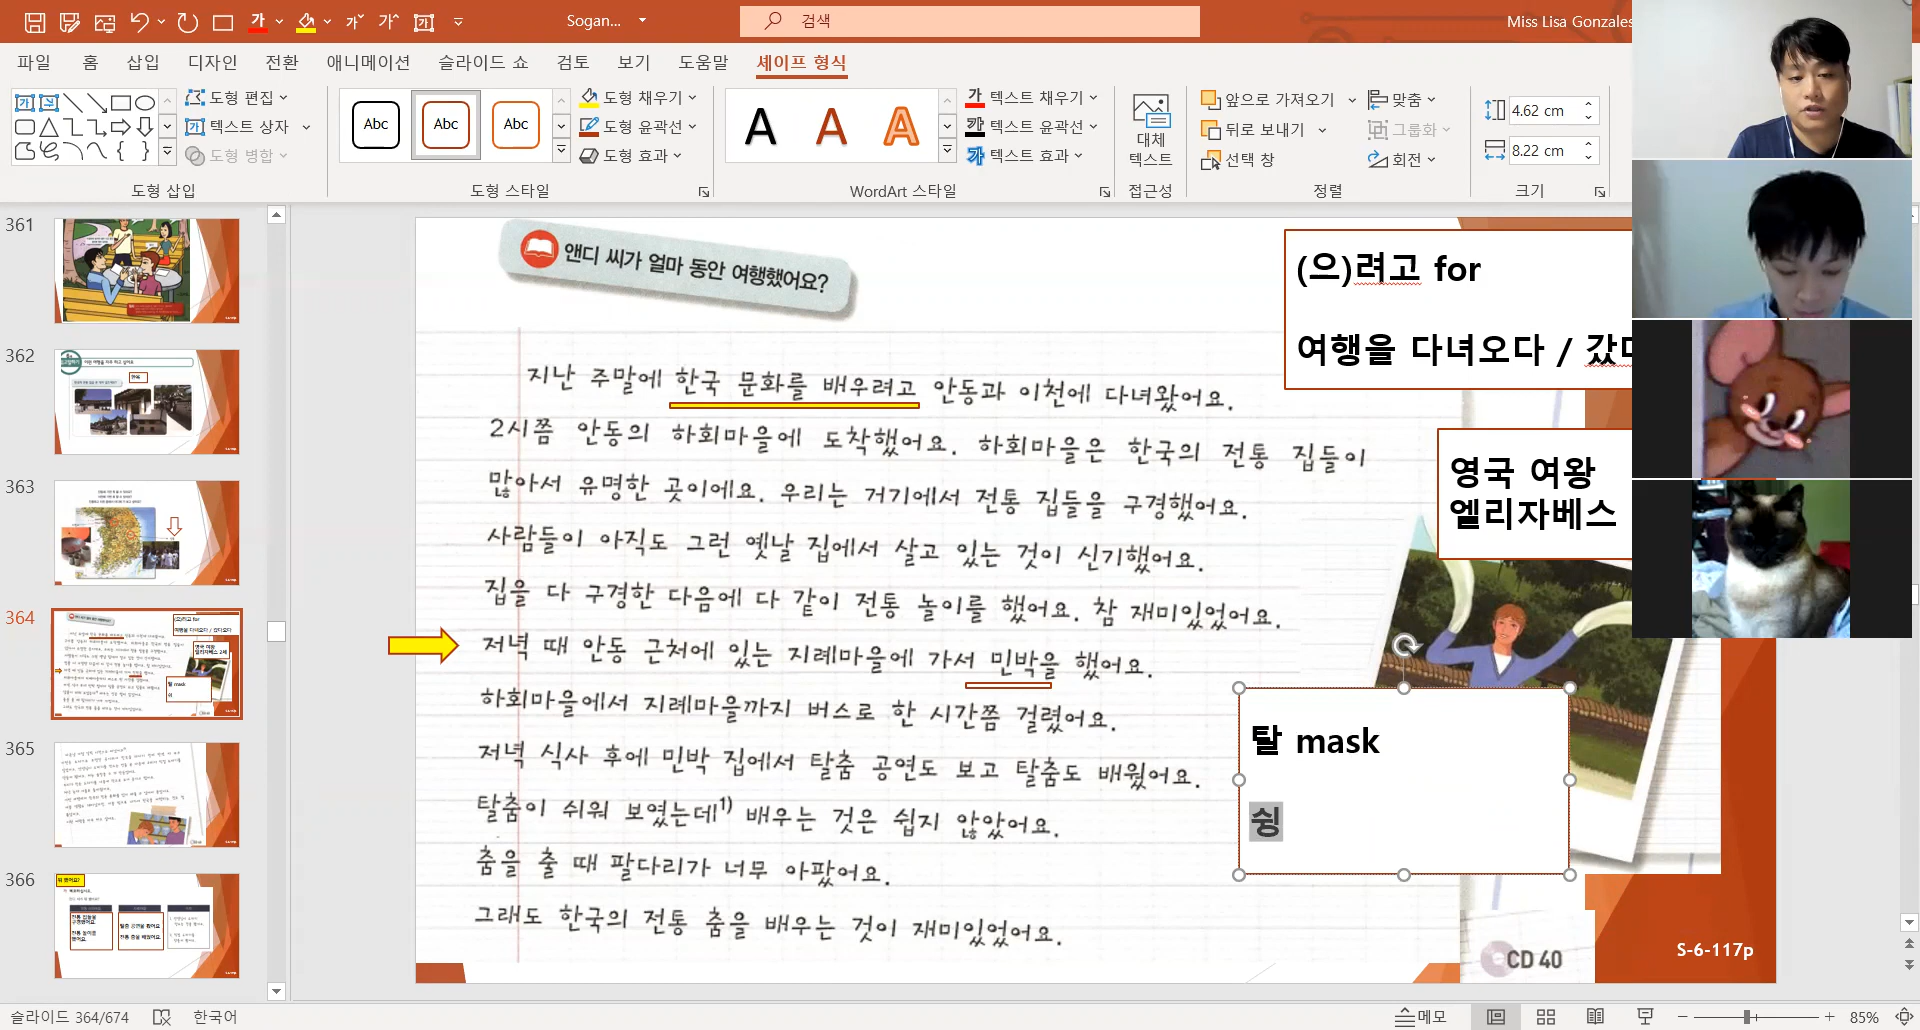 Sogan...
검색
Miss Lisa Gonzales
파일 홈 삽입 디자인 전환 애니메이션 슬라이드 쇼 검토 보기 도움말 셰이프 형식
도형 편집
텍스트 상자
도형 병합
도형 삽입
Abc Abc Abc
도형 채우기
도형 윤곽선
도형 효과
도형 스타일
A A A
텍스트 채우기
텍스트 윤곽선
텍스트 효과
WordArt 스타일
대체
텍스트
접근성
앞으로 가져오기
뒤로 보내기
선택 창
맞춤
그룹화
회전
정렬
4.62 cm
8.22 cm
크기
361
362
363
364
365
366
앤디 씨가 얼마 동안 여행했어요?
지난 주말에 한국 문화를 배우려고 안동과 이천에 다녀왔어요.
2시쯤 안동의 하회마을에 도착했어요. 하회마을은 한국의 전통 집들이
많아서 유명한 곳이에요. 우리는 거기에서 전통 집들을 구경했어요.
사람들이 아직도 그런 옛날 집에서 살고 있는 것이 신기했어요.
집을 다 구경한 다음에 다 같이 전통 놀이를 했어요. 참 재미있었어요.
저녁 때 안동 근처에 있는 지례마을에 가서 민박을 했어요.
하회마을에서 지례마을까지 버스로 한 시간쯤 걸렸어요.
저녁 식사 후에 민박 집에서 탈춤 공연도 보고 탈춤도 배웠어요.
탈춤이 쉬워 보였는데1) 배우는 것은 쉽지 않았어요.
춤을 출 때 팔다리가 너무 아팠어요.
그래도 한국의 전통 춤을 배우는 것이 재미있었어요.
(으)려고 for
여행을 다녀오다 / 갔다
영국 여왕
엘리자베스
탈 mask
슁
CD 40
S-6-117p
슬라이드 364/674
한국어
메모
85%